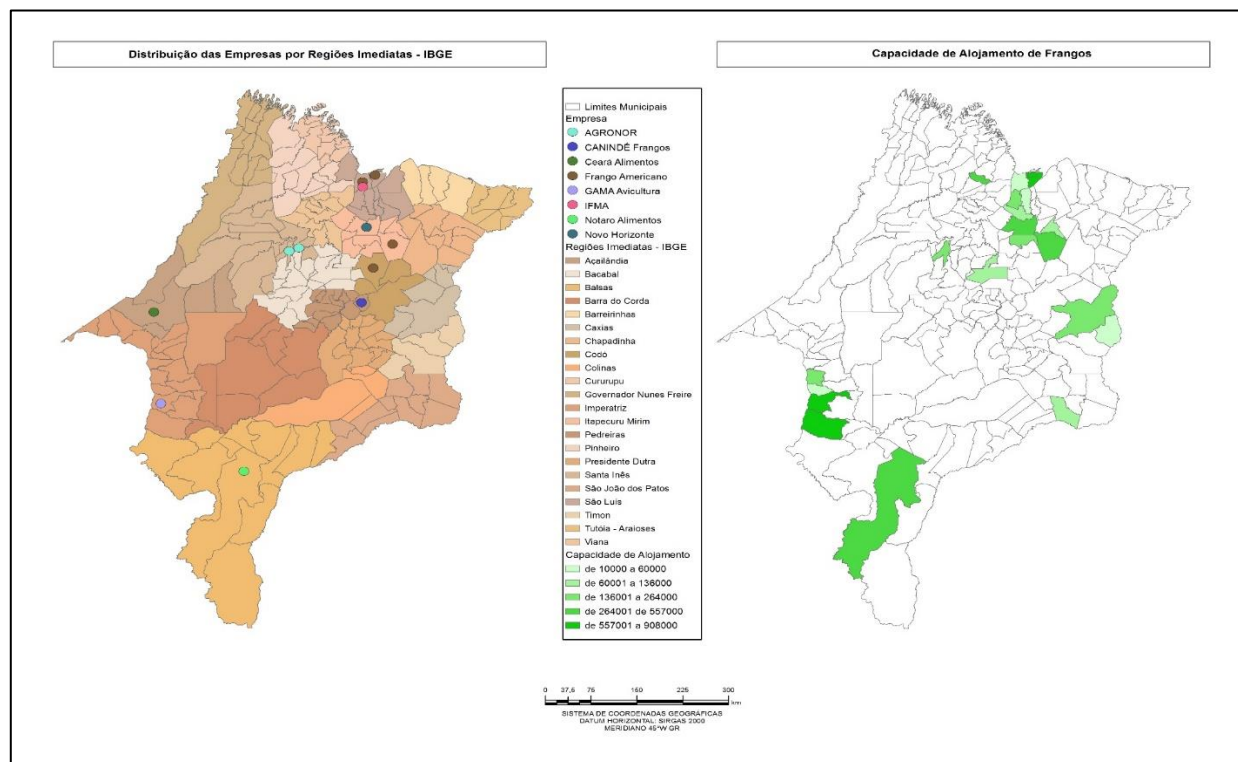 Distribuição das Empresas por Regiões Imediatas - IBGE
Capacidade de Alojamento de Frangos
Limites Municipais
Empresa
AGRONOR
CANINDÉ Frangos
Ceará Alimentos
Frango Americano
GAMA Avicultura
IFMA
Notaro Alimentos
Novo Horizonte
Regiões Imediatas - IBGE
Açailândia
Bacabal
Balsas
Barra do Corda
Barreirinhas
Caxias
Chapadinha
Codó
Colinas
Cururupu
Governador Nunes Freire
Imperatriz
Itapecuru Mirim
Pedreiras
Pinheiro
Presidente Dutra
Santa Inês
São João dos Patos
São Luis
Timon
Tutóia - Araioses
Viana
Capacidade de Alojamento
de 10000 a 60000
de 60001 a 136000
de 136001 a 264000
de 264001 de 557000
de 557001 a 908000
0 37,5 75 160 225 300
km
SISTEMA DE COORDENADAS GEOGRÁFICAS
DATUM HORIZONTAL: SIRGAS 2000
MERIDIANO 45°W GR